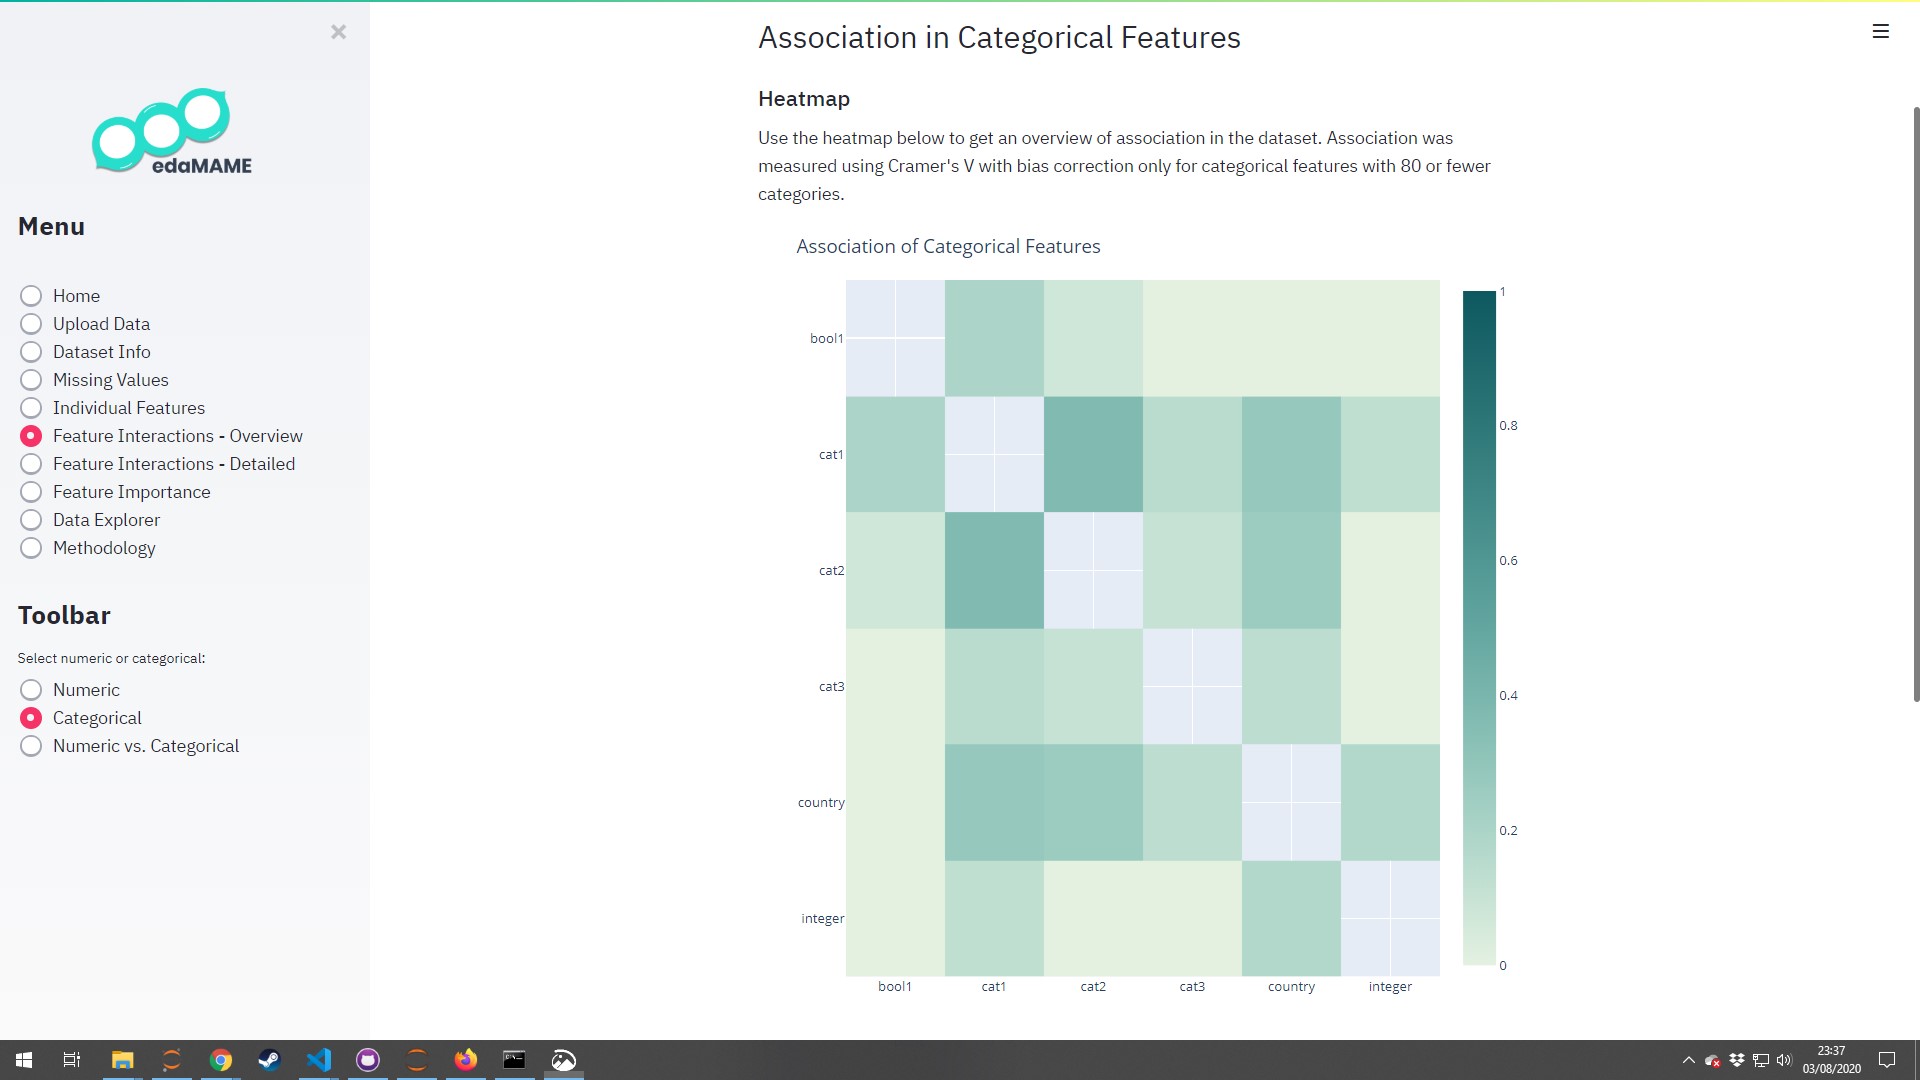 edaMAME
Menu
Home
Upload Data
Dataset Info
Missing Values
Individual Features
Feature Interactions - Overview
Feature Interactions - Detailed
Feature Importance
Data Explorer
Methodology
Toolbar
Select numeric or categorical:
Numeric
Categorical
Numeric vs. Categorical
Association in Categorical Features
Heatmap
Use the heatmap below to get an overview of association in the dataset. Association was
measured using Cramer's V with bias correction only for categorical features with 80 or fewer
categories.
Association of Categorical Features
bool1
cat1
cat2
cat3
country
integer
bool1 cat1 cat2 cat3 country integer
1
0.8
0.6
0.4
0.2
0
23:37
03/08/2020